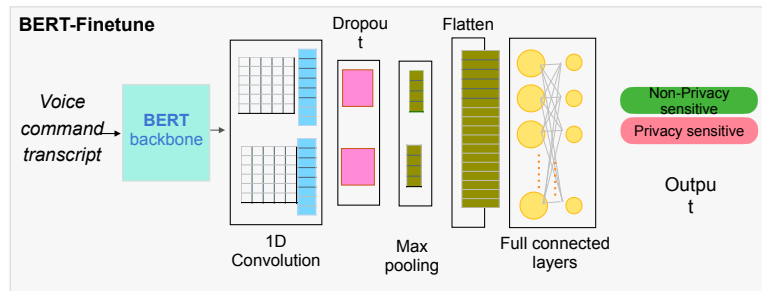 BERT-Finetune
Voice
command
transcript
BERT
backbone
1D
Convolution
Dropou
t
Max
pooling
Flatten
Full connected
layers
Non-Privacy
sensitive
Privacy sensitive
Outpu
t